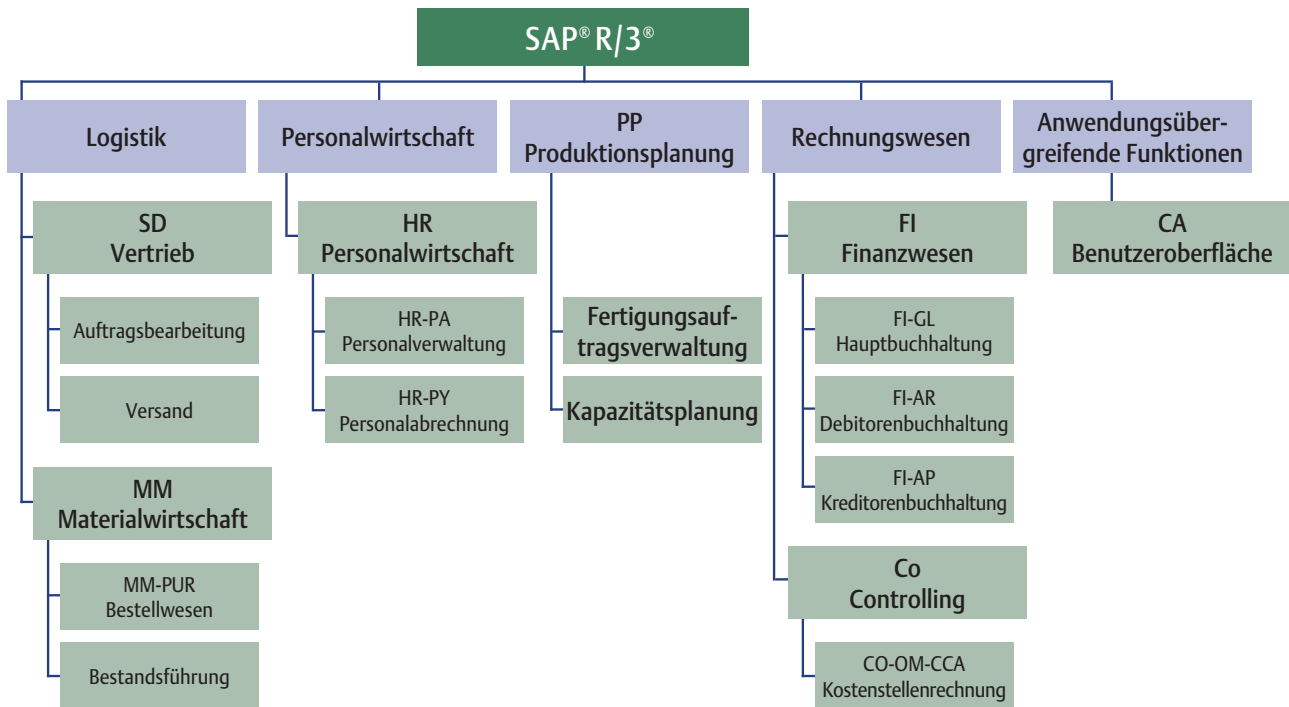 SAP® R/3®
Logistik
Personalwirtschaft
PP
Produktionsplanung
Rechnungswesen
Anwendungsüber-
greifende Funktionen
SD
Vertrieb
Auftragsbearbeitung
Versand
MM
Materialwirtschaft
MM-PUR
Bestellwesen
Bestandsführung
HR
Personalwirtschaft
HR-PA
Personalverwaltung
HR-PY
Personalabrechnung
Fertigungsauf-
tragsverwaltung
Kapazitätsplanung
FI
Finanzwesen
FI-GL
Hauptbuchhaltung
FI-AR
Debitorenbuchhaltung
FI-AP
Kreditorenbuchhaltung
Co
Controlling
CO-OM-CCA
Kostenstellenrechnung
CA
Benutzeroberfläche